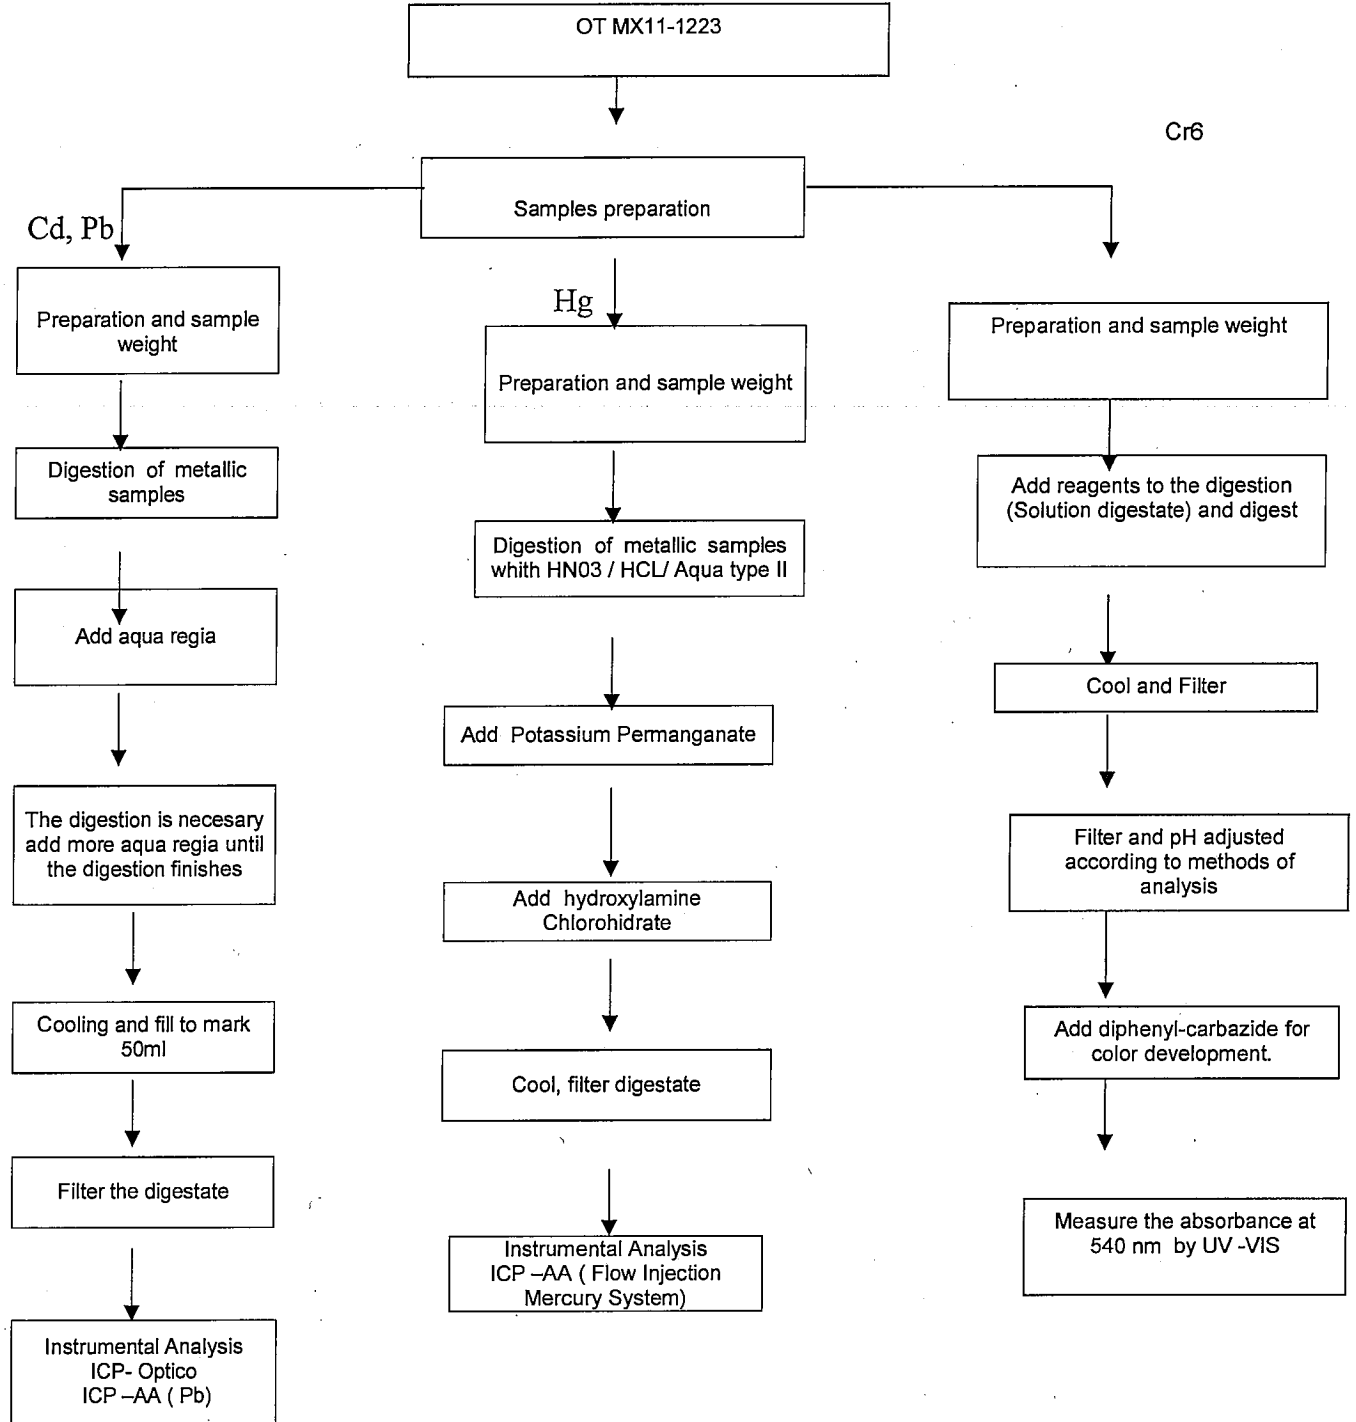 OT MX11-1223
Cr6
Samples preparation
Cd, Pb
Preparation and sample
weight
Digestion of metallic
samples
Add aqua regia
The digestion is necesary
add more aqua regia until
the digestion finishes
Cooling and fill to mark
50ml
Filter the digestate
Instrumental Analysis
ICP- Optico
ICP –AA ( Pb)
Hg
Preparation and sample weight
Digestion of metallic samples
whith HN03 / HCL/ Aqua type II
Add Potassium Permanganate
Add hydroxylamine
Chlorohidrate
Cool, filter digestate
Instrumental Analysis
ICP –AA ( Flow Injection
Mercury System)
Preparation and sample weight
Add reagents to the digestion
(Solution digestate) and digest
Cool and Filter
Filter and pH adjusted
according to methods of
analysis
Add diphenyl-carbazide for
color development.
Measure the absorbance at
540 nm by UV -VIS